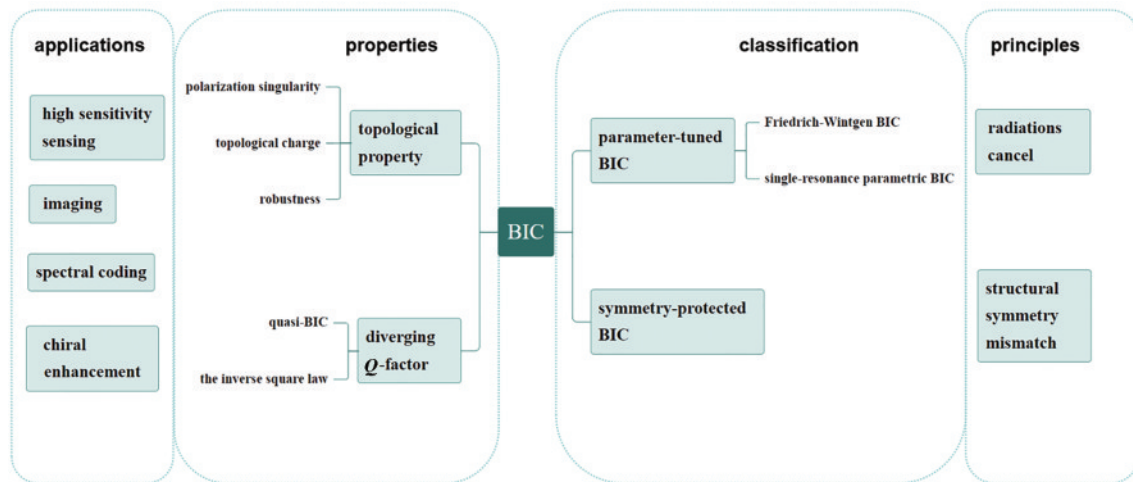 applications
high sensitivity
sensing
imaging
spectral coding
chiral
enhancement
properties
polarization singularity
topological charge
robustness
topological
property
quasi-BIC
the inverse square law
diverging
Q-factor
BIC
classification
parameter-tuned
BIC
Friedrich-Wintgen BIC
single-resonance parametric BIC
symmetry-protected
BIC
principles
radiations
cancel
structural
symmetry
mismatch